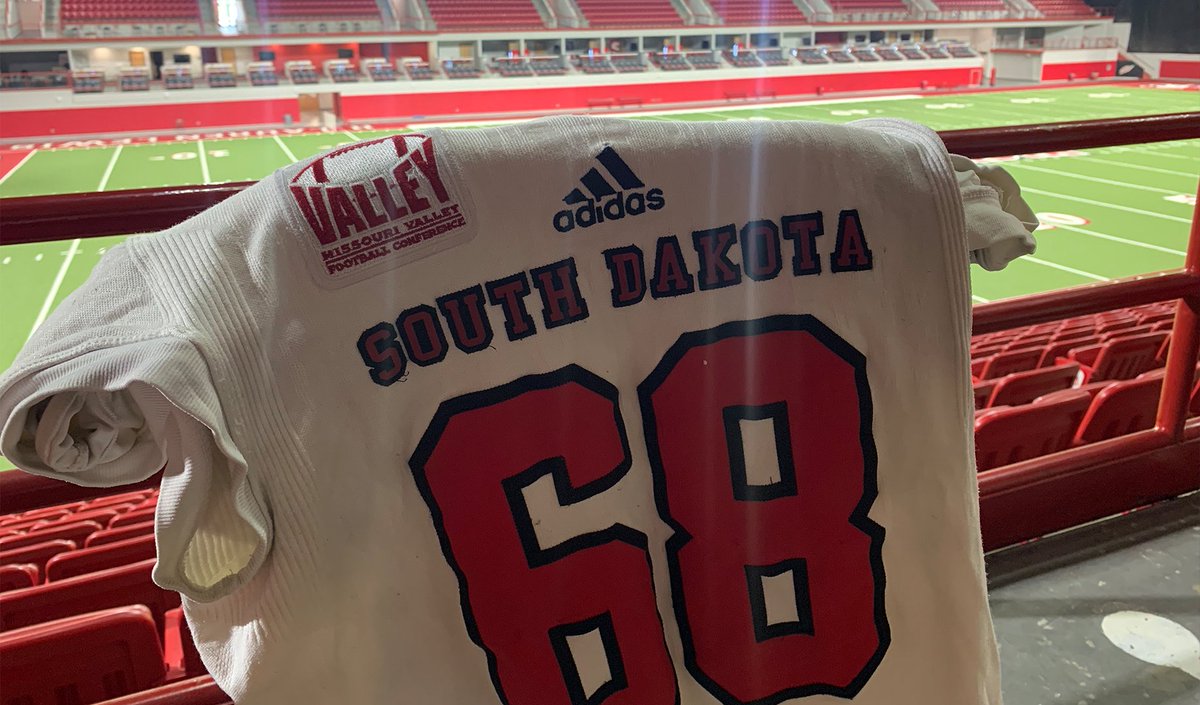 VALLEY
MISSOURI VALLEY
FOOTBALL CONFERENCE
adidas
SOUTH DAKOTA
68